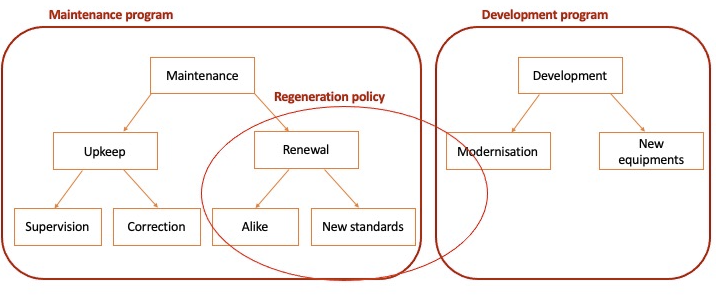 Maintenance program
Development program
Maintenance
Development
Regeneration policy
Upkeep
Renewal
Modernisation
New
equipments
Supervision
Correction
Alike
New standards